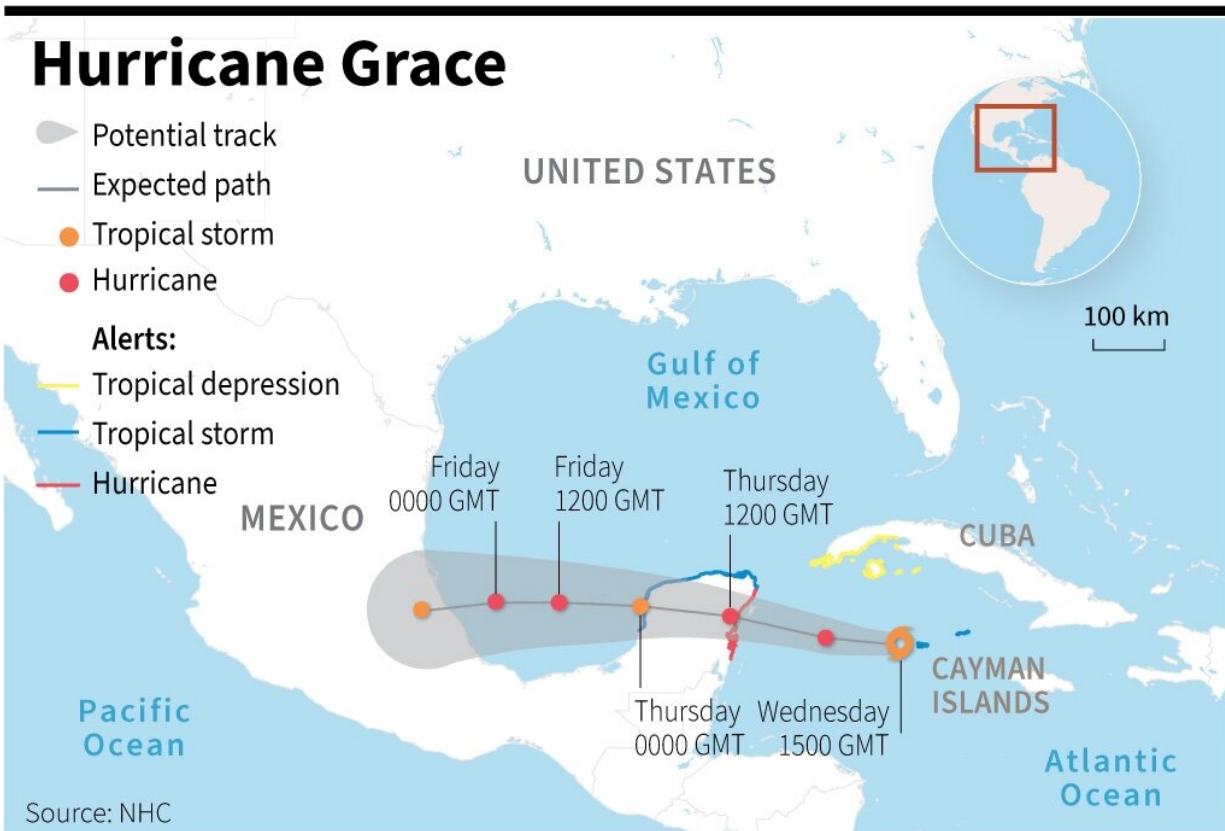 Hurricane Grace
Potential track
Expected path
Tropical storm
Hurricane
Alerts:
Tropical depression
Tropical storm
Hurricane
UNITED STATES
100 km
Gulf of
Mexico
MEXICO
Friday
0000 GMT
Friday
1200 GMT
Thursday
1200 GMT
CUBA
CAYMAN
ISLANDS
Thursday
0000 GMT
Wednesday
1500 GMT
Pacific
Ocean
Atlantic
Ocean
Source: NHC